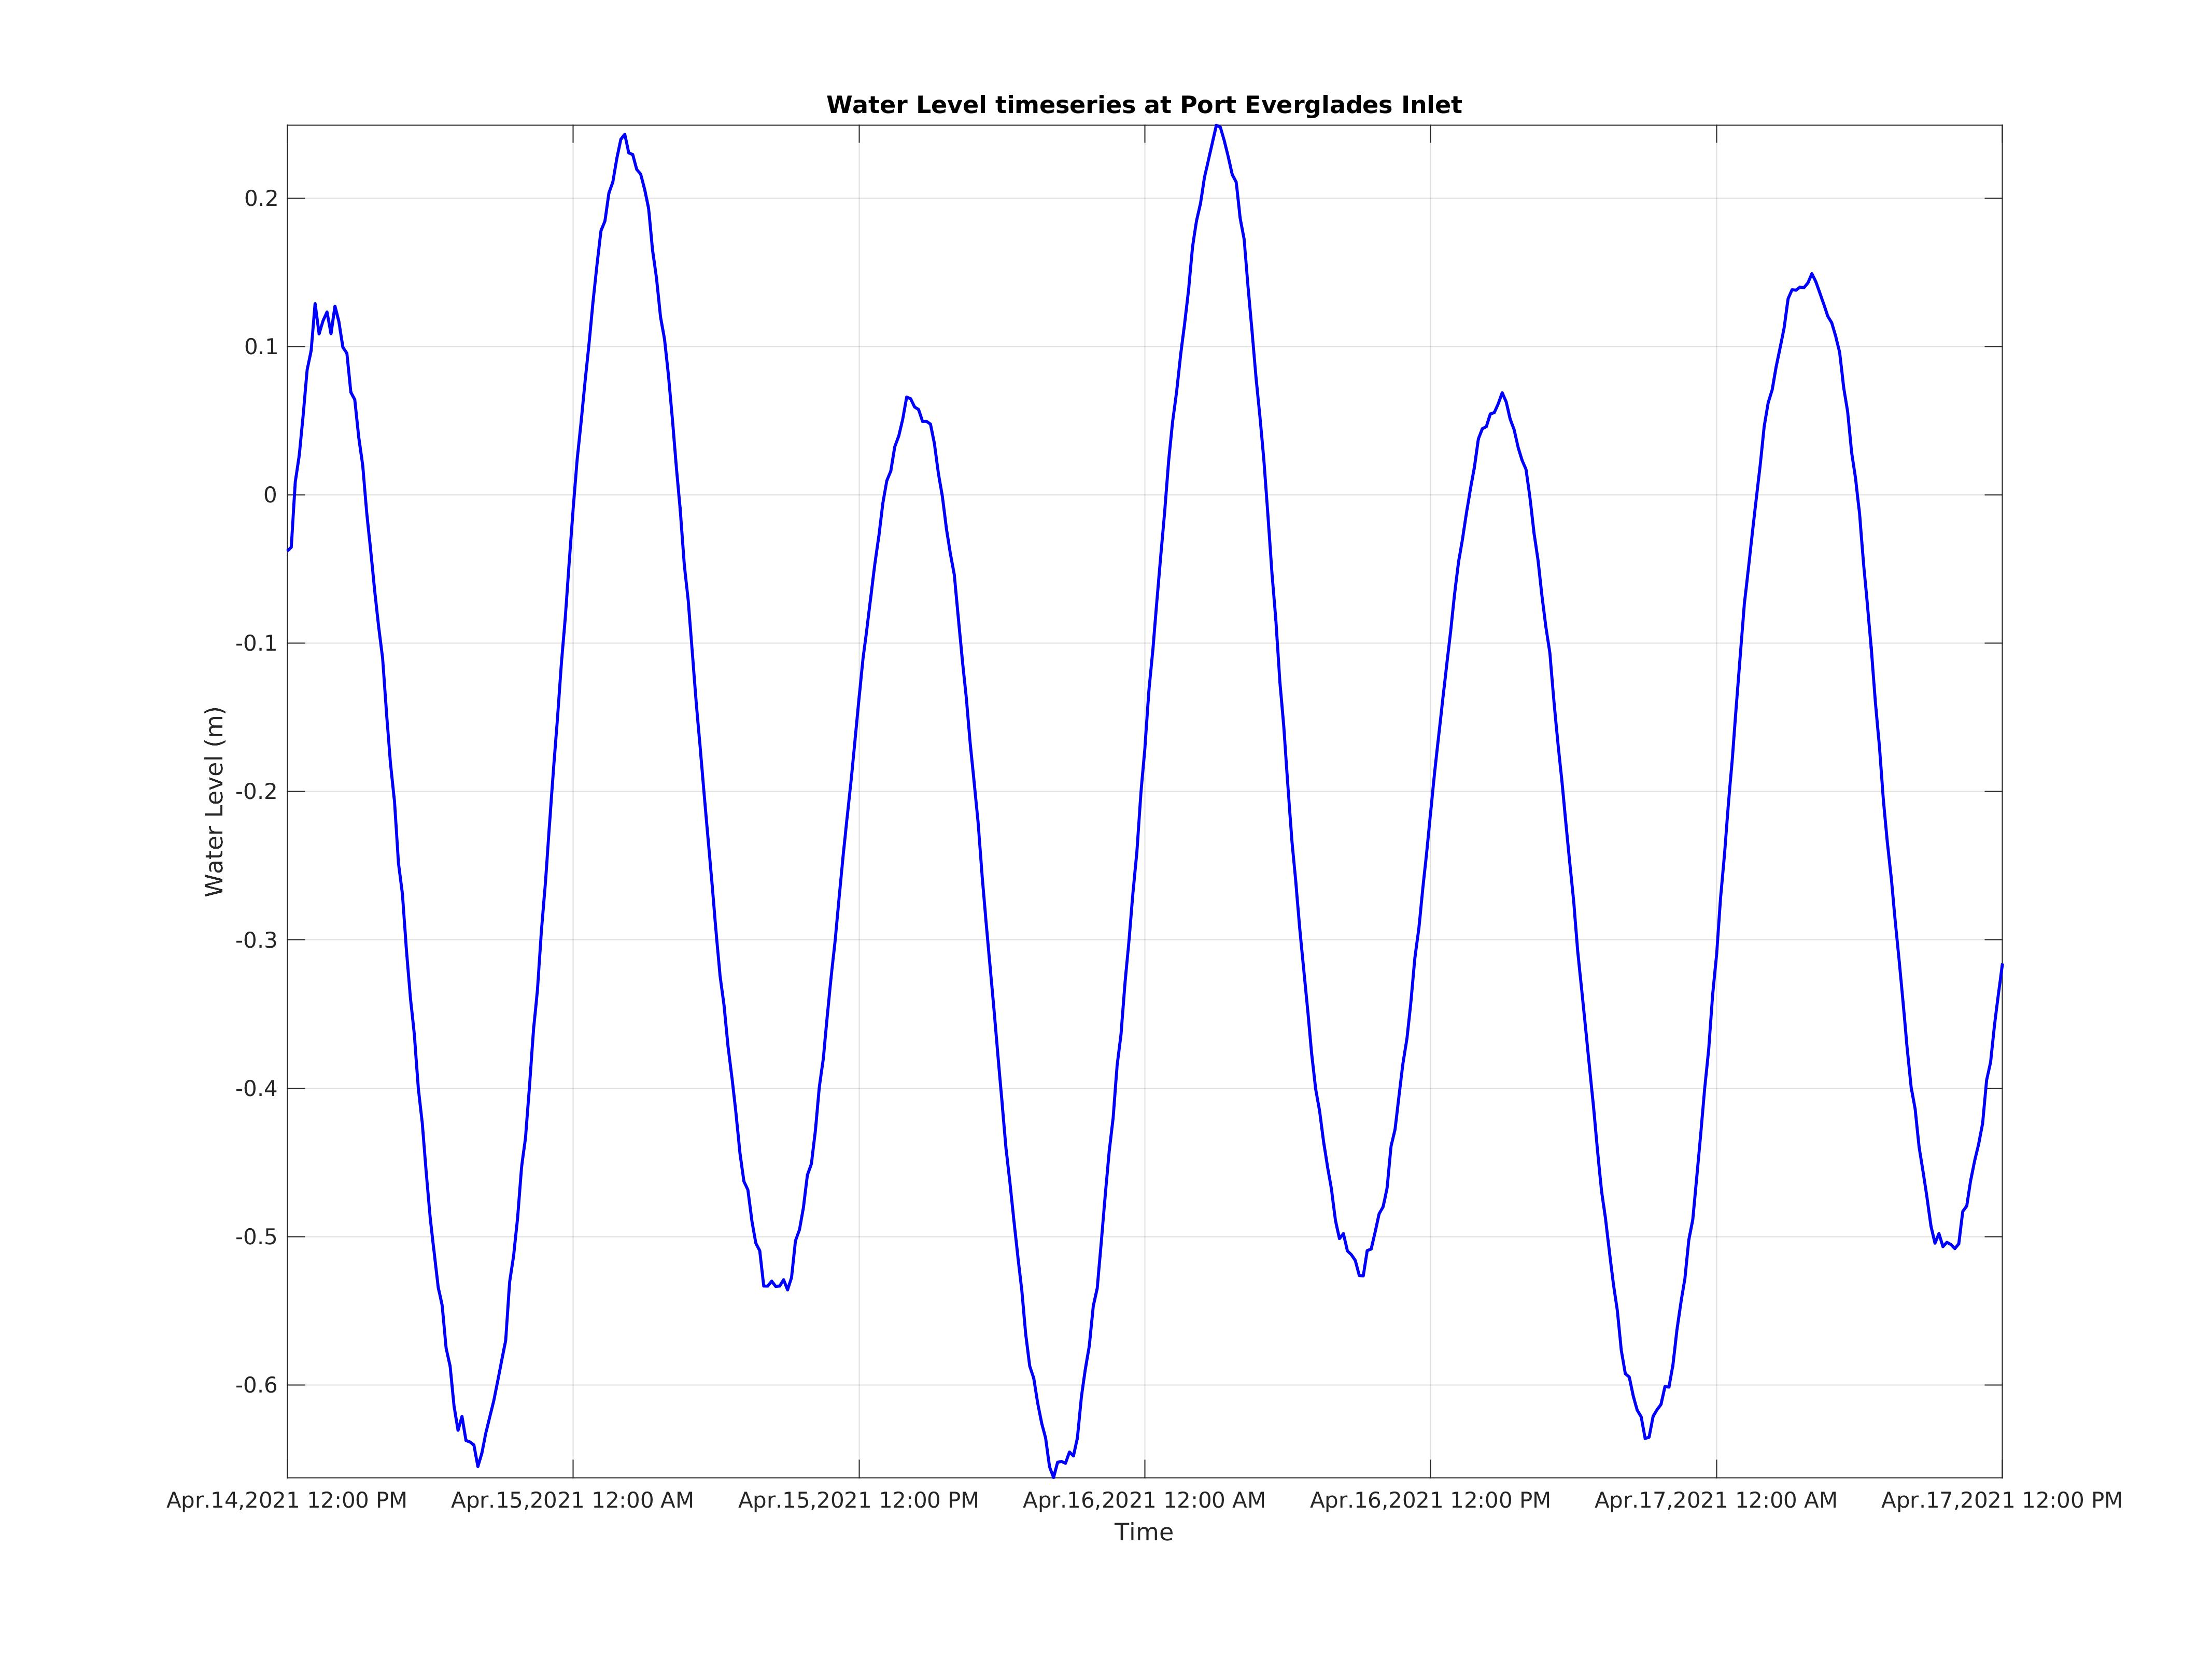 Water Level timeseries at Port Everglades Inlet
0.2
0.1
0
-0.1
-0.2
-0.3
-0.4
-0.5
-0.6
Water Level (m)
Apr.14,2021 12:00 PM Apr.15,2021 12:00 AM Apr.15,2021 12:00 PM Apr.16,2021 12:00 AM Apr.16,2021 12:00 PM Apr.17,2021 12:00 AM Apr.17,2021 12:00 PM
Time